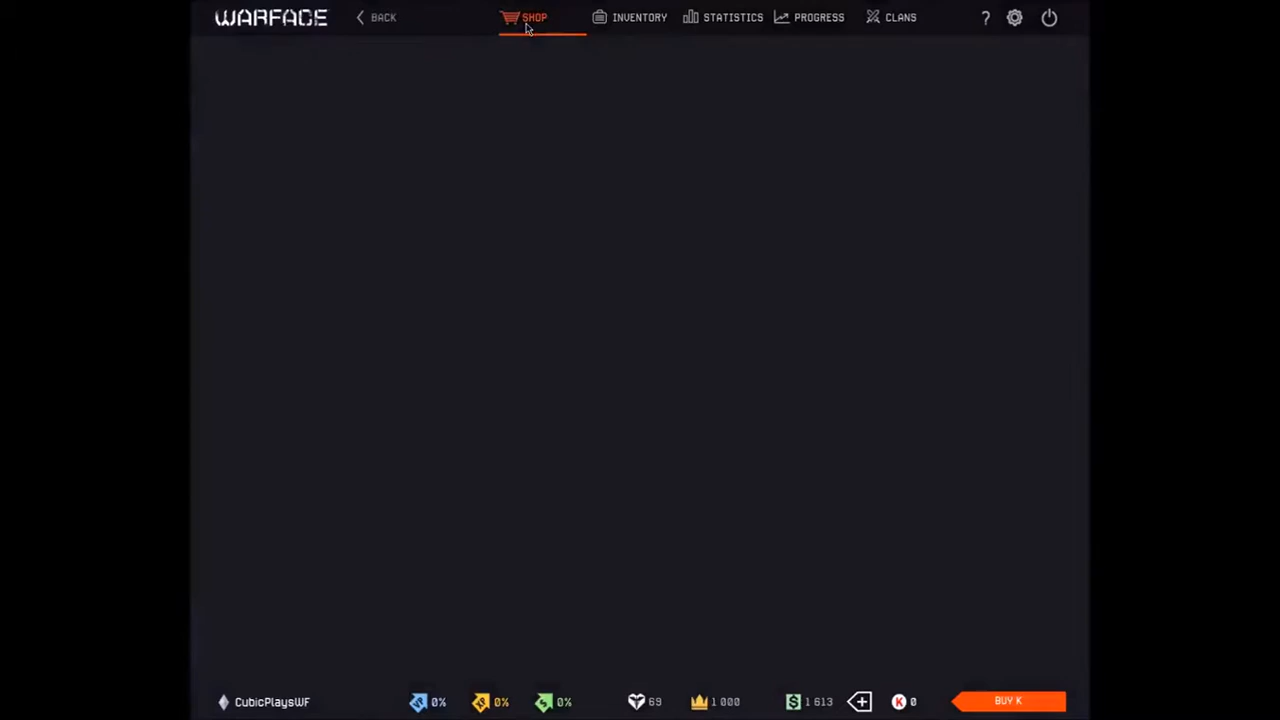 WARFACE BACK SHOP INVENTORY STATISTICS PROGRESS CLANS ?
CubicPlaysWF 0% 0% 0% 69 1 000 $ 1 613 K 0 BUY K